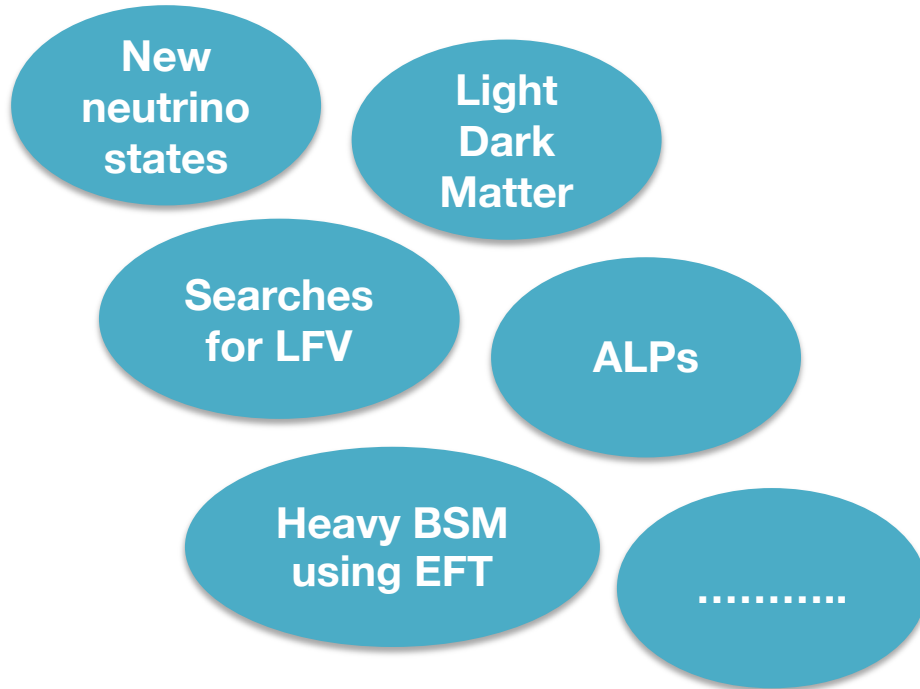 New
neutrino
states
Light
Dark
Matter
Searches
for LFV
ALPs
Heavy BSM
using EFT
...........